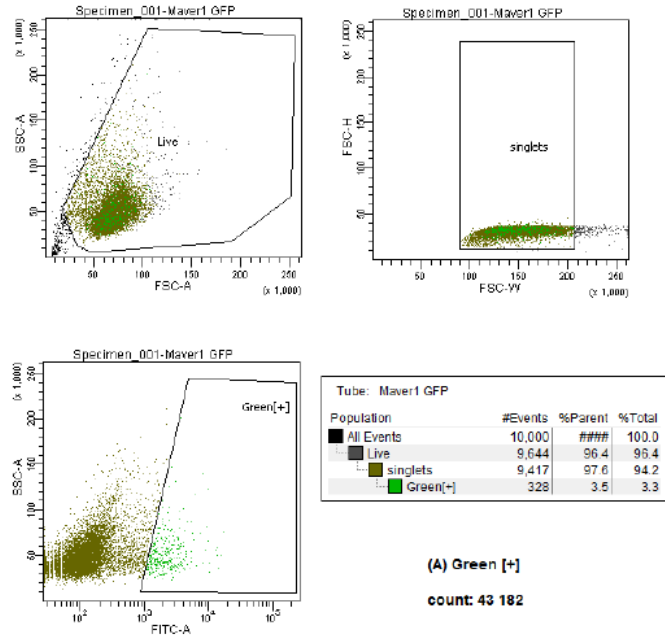 Specimen_001-Maver1 GFP
(x 1,000)
SSC-A
250
200
150
100
50
Live
50 100 150 200 250
FSC-A
(x 1,000)
Specimen_001-Maver1 GFP
(x 1,000)
FSC-H
250
200
150
100
50
singlets
50 100 150 200 250
FSC-W
(x 1,000)
Specimen_001-Maver1 GFP
(x 1,000)
SSC-A
250
200
150
100
50
Green[+]
10² 10³ 10⁴ 10⁵
FITC-A
Tube: Maver1 GFP
Population #Events %Parent %Total
All Events 10,000 #### 100.0
Live 9,644 96.4 96.4
singlets 9,417 97.6 94.2
Green[+] 328 3.5 3.3
(A) Green [+]
count: 43 182